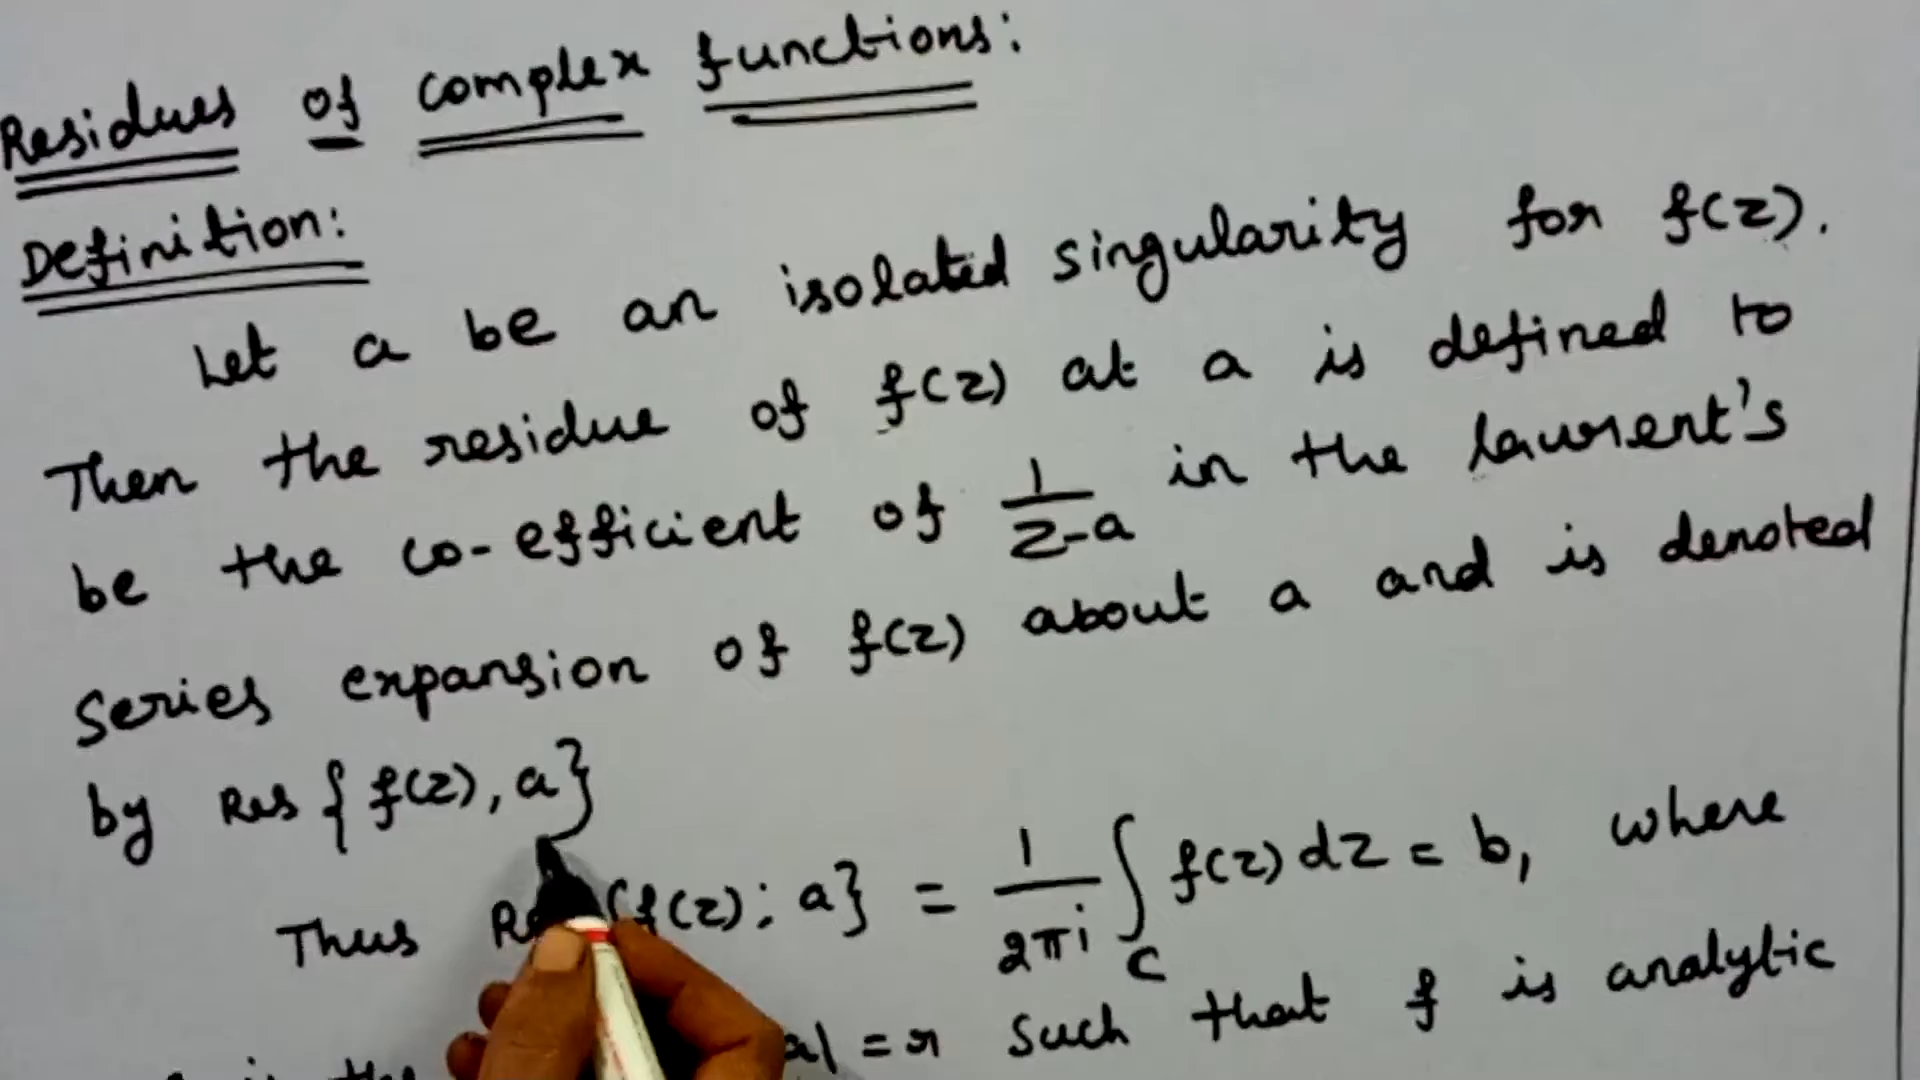 Residues of complex functions:
Definition:
Let a be an isolated singularity for f(z).
Then the residue of f(z) at a is defined to
be the co-efficient of 1/z-a in the laurent's
series expansion of f(z) about a and is denoted
by Res {f(z), a}
Thus f(z); a} = 1/2πi ∫c f(z) dz = b, where
is the a| = r such that f is analytic